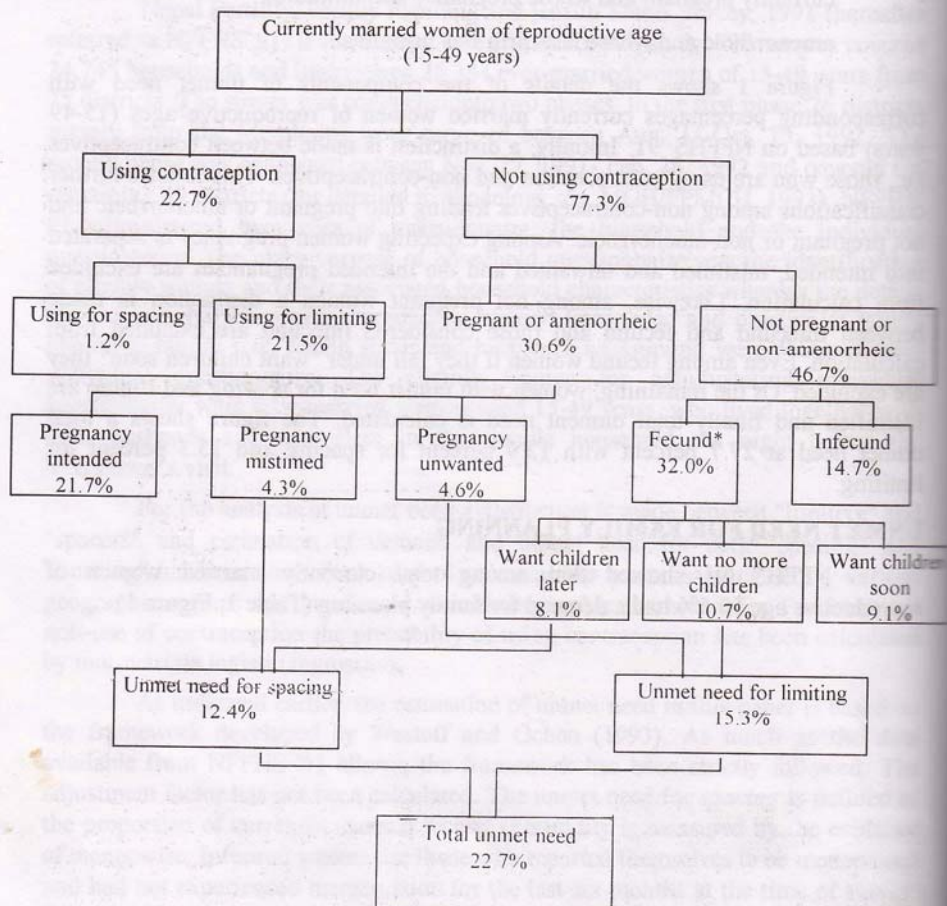 Currently married women of reproductive age
(15-49 years)
Using contraception
22.7%
Not using contraception
77.3%
Using for spacing
1.2%
Using for limiting
21.5%
Pregnant or amenorrheic
30.6%
Not pregnant or
non-amenorrheic
46.7%
Pregnancy
intended
21.7%
Pregnancy
mistimed
4.3%
Pregnancy
unwanted
4.6%
Fecund*
32.0%
Infecund
14.7%
Want children
later
8.1%
Want no more
children
10.7%
Want children
soon
9.1%
Unmet need for spacing
12.4%
Unmet need for limiting
15.3%
Total unmet need
22.7%